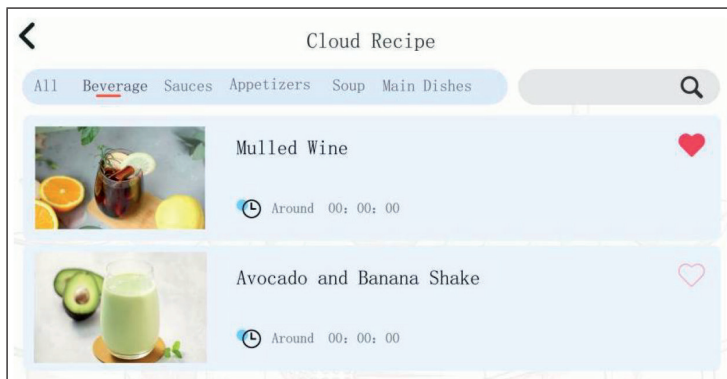 Cloud Recipe
All Beverage Sauces Appetizers Soup Main Dishes
Mulled Wine
Around 00: 00: 00
Avocado and Banana Shake
Around 00: 00: 00